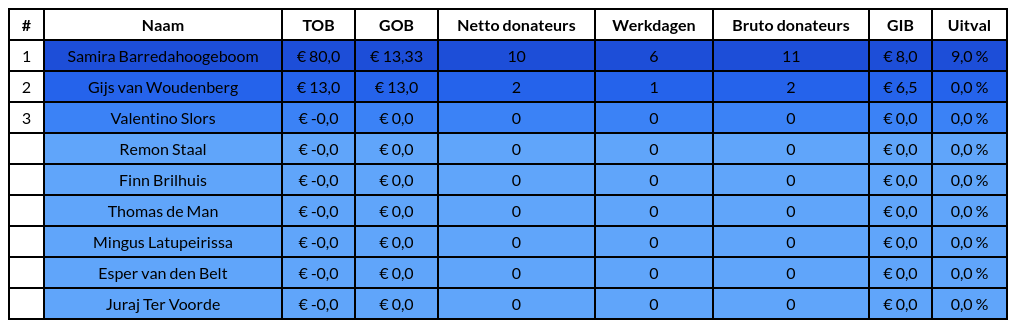 # Naam TOB GOB Netto donateurs Werkdagen Bruto donateurs GIB Uitval
1 Samira Barredahoogeboom € 80,0 € 13,33 10 6 11 € 8,0 9,0 %
2 Gijs van Woudenberg € 13,0 € 13,0 2 1 2 € 6,5 0,0 %
3 Valentino Slors € -0,0 € 0,0 0 0 0 € 0,0 0,0 %
Remon Staal € -0,0 € 0,0 0 0 0 € 0,0 0,0 %
Finn Brilhuis € -0,0 € 0,0 0 0 0 € 0,0 0,0 %
Thomas de Man € -0,0 € 0,0 0 0 0 € 0,0 0,0 %
Mingus Latupeirissa € -0,0 € 0,0 0 0 0 € 0,0 0,0 %
Esper van den Belt € -0,0 € 0,0 0 0 0 € 0,0 0,0 %
Juraj Ter Voorde € -0,0 € 0,0 0 0 0 € 0,0 0,0 %